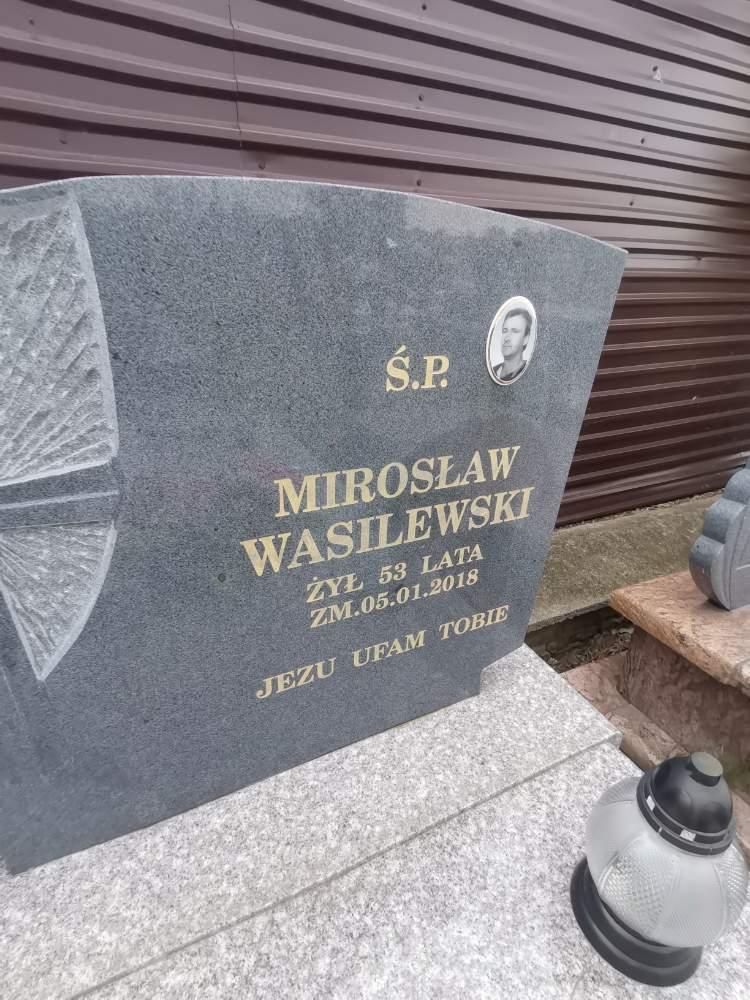 Ś.P.
MIROSŁAW
WASILEWSKI
ŻYŁ 53 LATA
ZM.05.01.2018
JEZU UFAM TOBIE